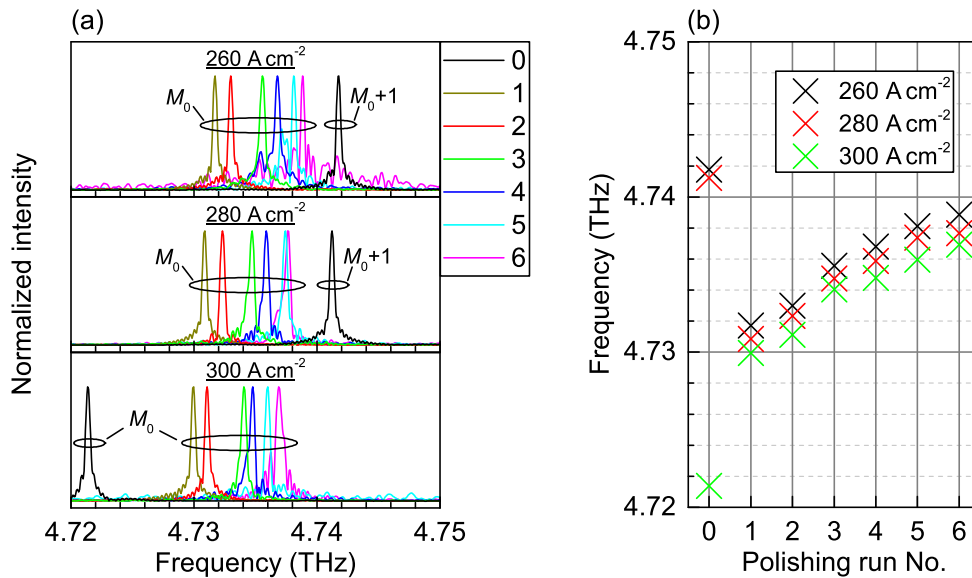 (a)
Normalized intensity
260 A cm-2
M0
M0+1
280 A cm-2
M0
M0+1
300 A cm-2
M0
0
1
2
3
4
5
6
4.72 4.73 4.74 4.75
Frequency (THz)
(b)
Frequency (THz)
4.75
4.74
4.73
4.72
260 A cm-2
280 A cm-2
300 A cm-2
0 1 2 3 4 5 6
Polishing run No.